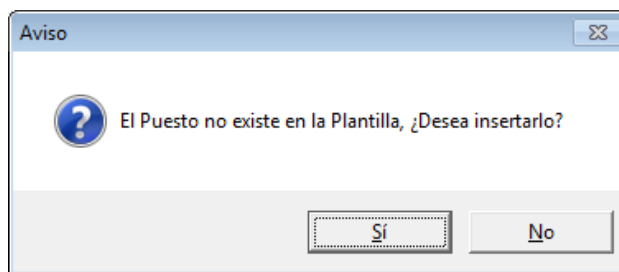 Aviso
El Puesto no existe en la Plantilla, ¿Desea insertarlo?
Sí
No